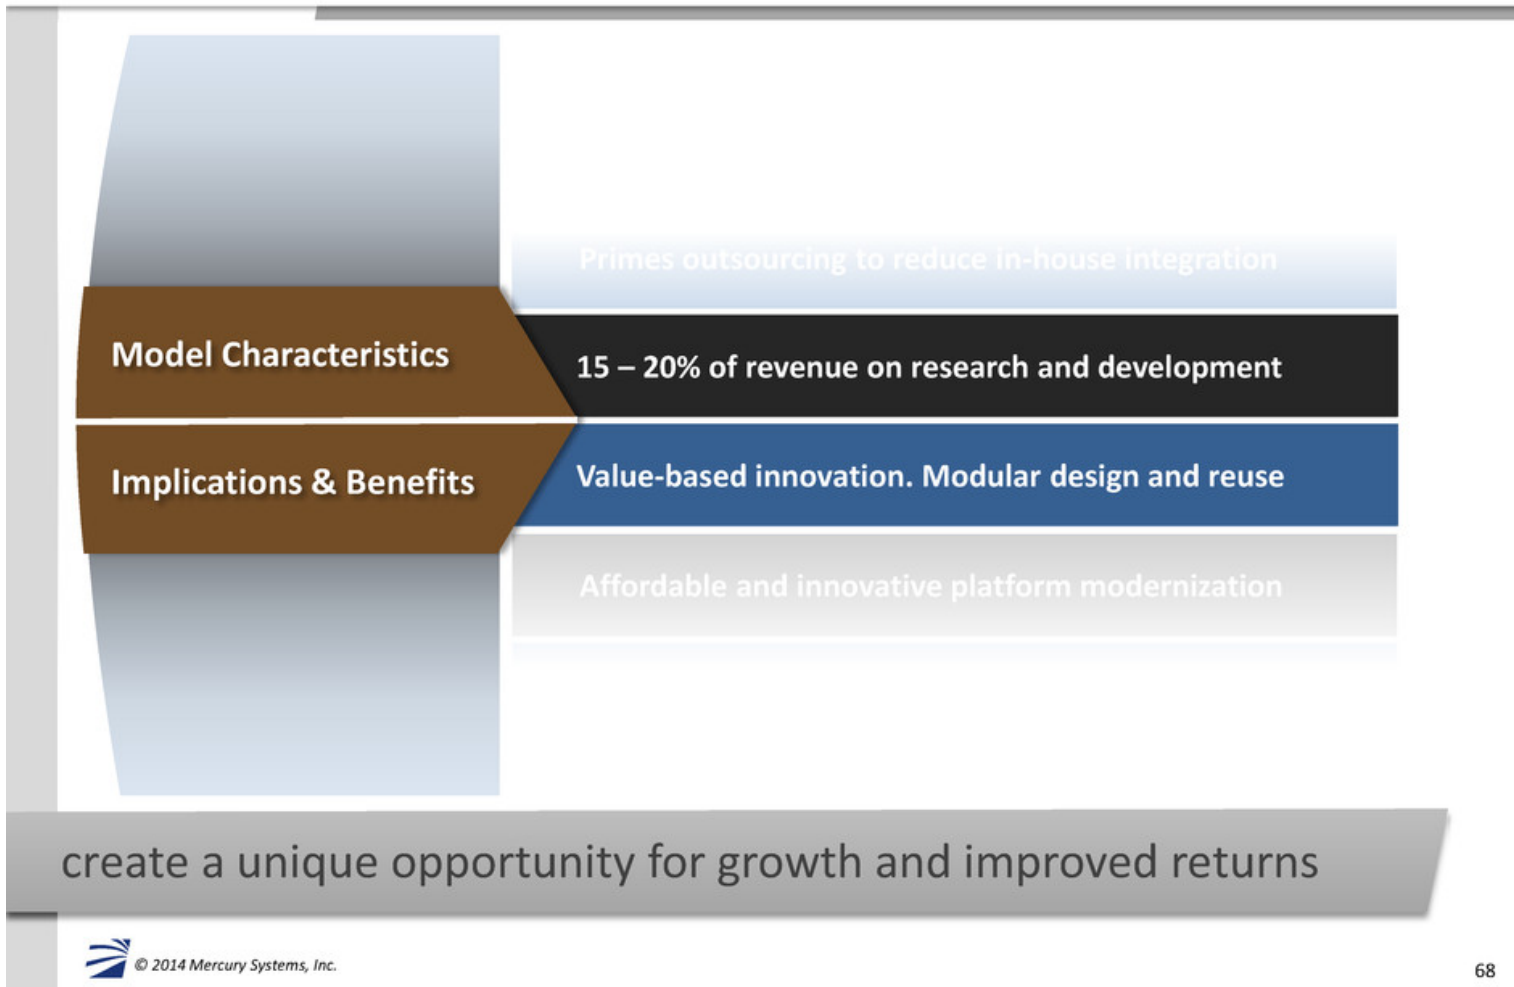 Primes outsourcing to reduce in-house integration
Model Characteristics
15 – 20% of revenue on research and development
Implications & Benefits
Value-based innovation. Modular design and reuse
Affordable and innovative platform modernization
create a unique opportunity for growth and improved returns
© 2014 Mercury Systems, Inc.
68